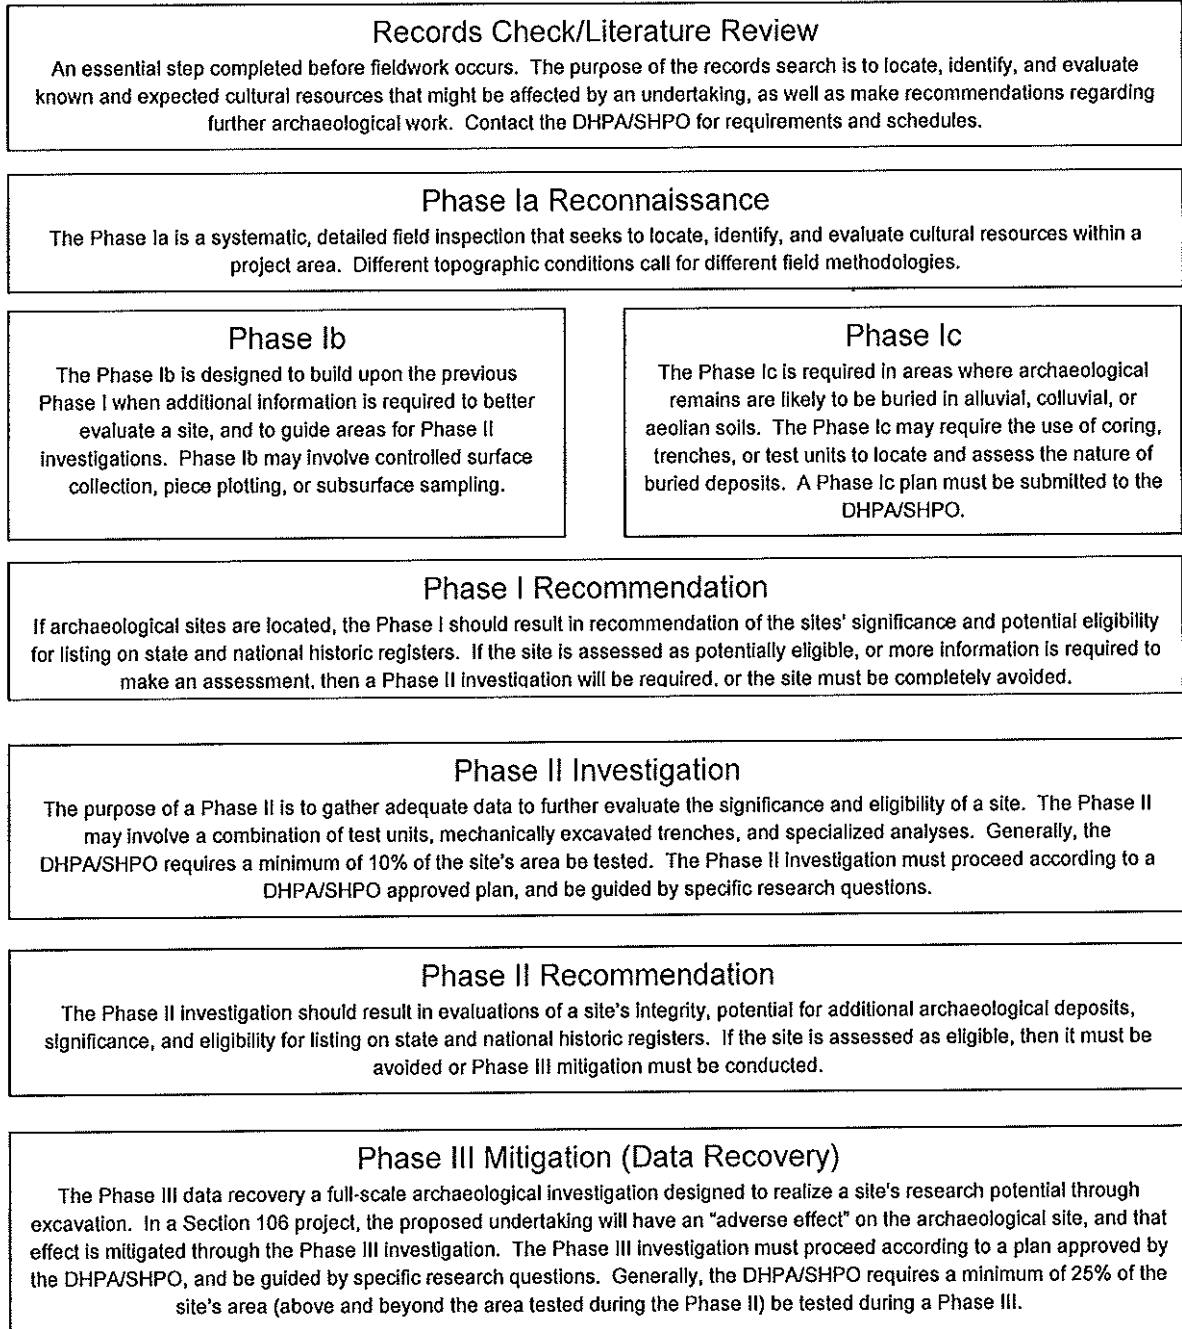 Records Check/Literature Review
An essential step completed before fieldwork occurs. The purpose of the records search is to locate, identify, and evaluate
known and expected cultural resources that might be affected by an undertaking, as well as make recommendations regarding
further archaeological work. Contact the DHPA/SHPO for requirements and schedules.
Phase Ia Reconnaissance
The Phase Ia is a systematic, detailed field inspection that seeks to locate, identify, and evaluate cultural resources within a
project area. Different topographic conditions call for different field methodologies.
Phase Ib
The Phase Ib is designed to build upon the previous
Phase I when additional information is required to better
evaluate a site, and to guide areas for Phase II
investigations. Phase Ib may involve controlled surface
collection, piece plotting, or subsurface sampling.
Phase Ic
The Phase Ic is required in areas where archaeological
remains are likely to be buried in alluvial, colluvial, or
aeolian soils. The Phase Ic may require the use of coring,
trenches, or test units to locate and assess the nature of
buried deposits. A Phase Ic plan must be submitted to the
DHPA/SHPO.
Phase I Recommendation
If archaeological sites are located, the Phase I should result in recommendation of the sites' significance and potential eligibility
for listing on state and national historic registers. If the site is assessed as potentially eligible, or more information is required to
make an assessment, then a Phase II investigation will be required, or the site must be completely avoided.
Phase II Investigation
The purpose of a Phase II is to gather adequate data to further evaluate the significance and eligibility of a site. The Phase II
may involve a combination of test units, mechanically excavated trenches, and specialized analyses. Generally, the
DHPA/SHPO requires a minimum of 10% of the site's area be tested. The Phase II investigation must proceed according to a
DHPA/SHPO approved plan, and be guided by specific research questions.
Phase II Recommendation
The Phase II investigation should result in evaluations of a site's integrity, potential for additional archaeological deposits,
significance, and eligibility for listing on state and national historic registers. If the site is assessed as eligible, then it must be
avoided or Phase III mitigation must be conducted.
Phase III Mitigation (Data Recovery)
The Phase III data recovery a full-scale archaeological investigation designed to realize a site's research potential through
excavation. In a Section 106 project, the proposed undertaking will have an "adverse effect" on the archaeological site, and that
effect is mitigated through the Phase III investigation. The Phase III investigation must proceed according to a plan approved by
the DHPA/SHPO, and be guided by specific research questions. Generally, the DHPA/SHPO requires a minimum of 25% of the
site's area (above and beyond the area tested during the Phase II) be tested during a Phase III.